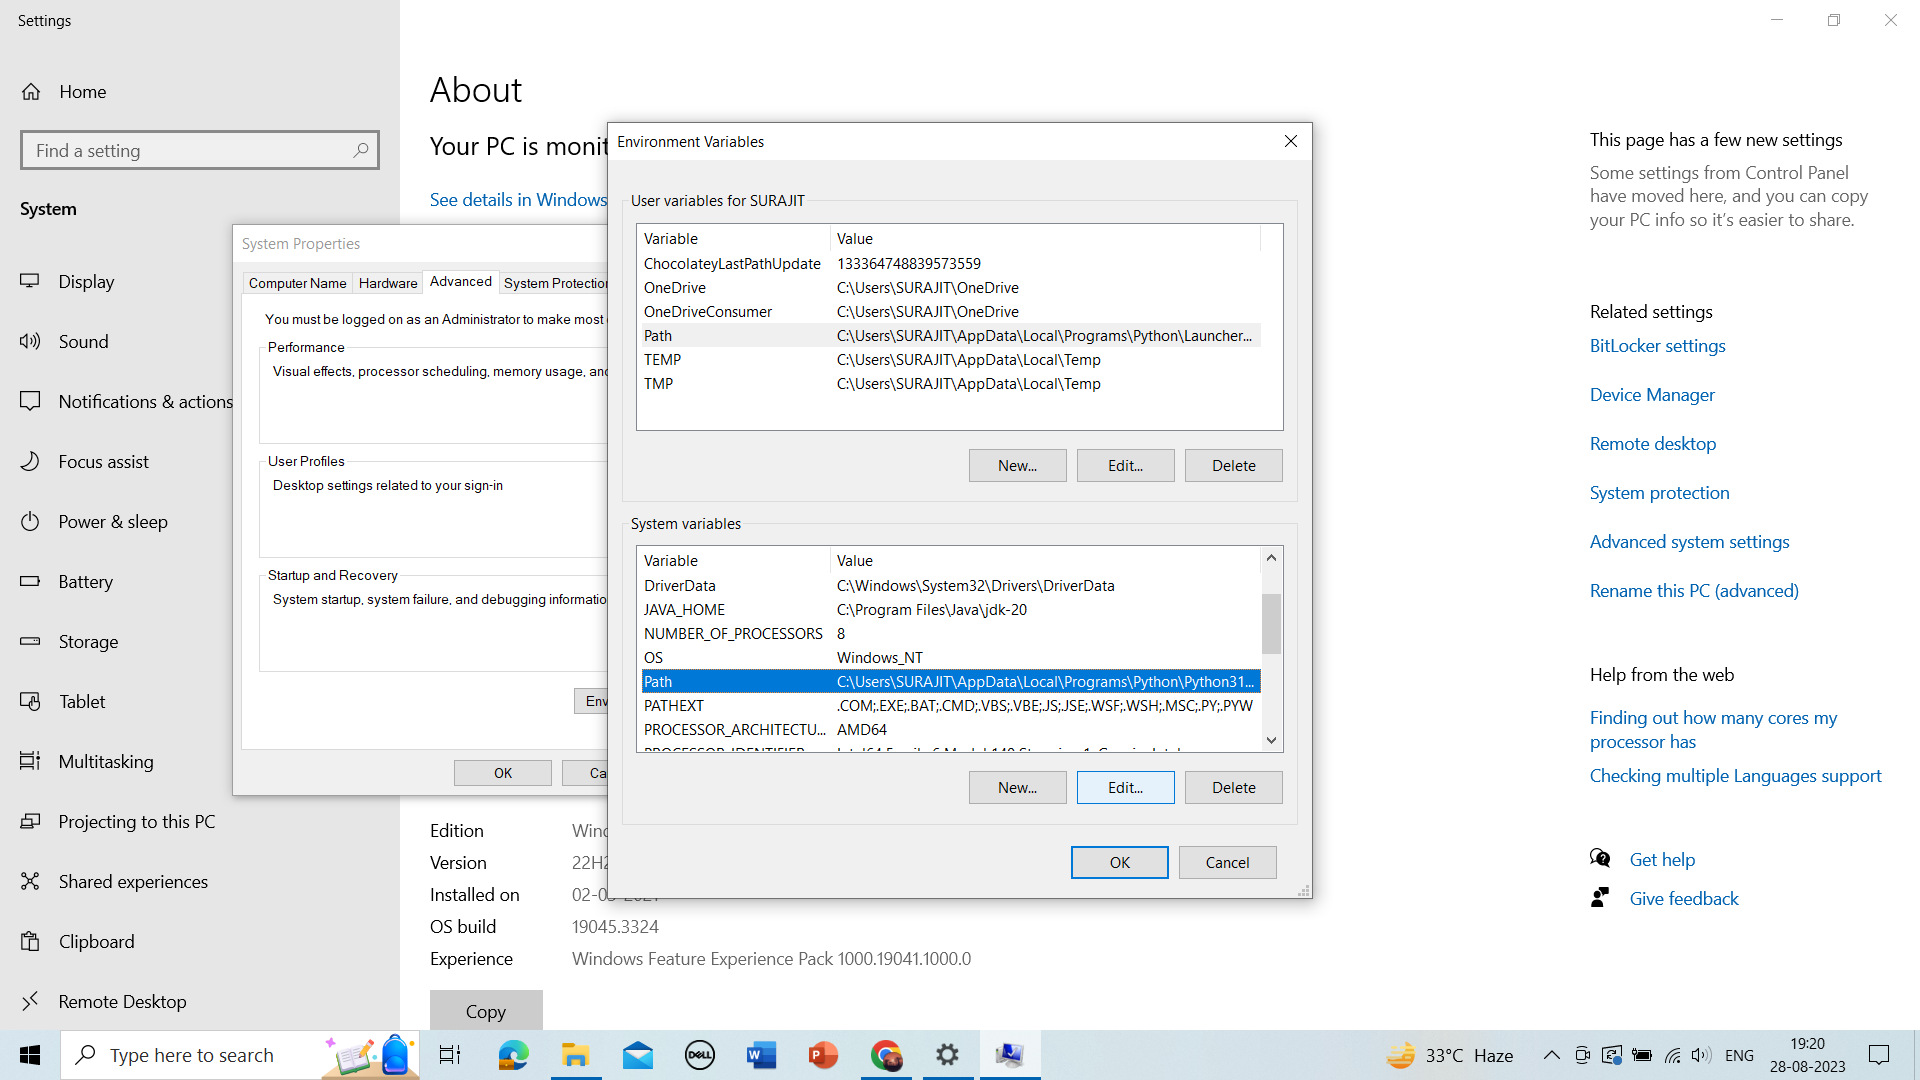 Settings
Home
Find a setting
System
Display
Sound
Notifications & actions
Focus assist
Power & sleep
Battery
Storage
Tablet
Multitasking
Projecting to this PC
Shared experiences
Clipboard
Remote Desktop
About
Your PC is monit
See details in Windows
System Properties
Computer Name Hardware Advanced System Protection
You must be logged on as an Administrator to make most
Performance
Visual effects, processor scheduling, memory usage, and
User Profiles
Desktop settings related to your sign-in
Startup and Recovery
System startup, system failure, and debugging informatio
Env
OK Ca
Environment Variables
User variables for SURAJIT
Variable Value
ChocolateyLastPathUpdate 133364748839573559
OneDrive C:\Users\SURAJIT\OneDrive
OneDriveConsumer C:\Users\SURAJIT\OneDrive
Path C:\Users\SURAJIT\AppData\Local\Programs\Python\Launcher...
TEMP C:\Users\SURAJIT\AppData\Local\Temp
TMP C:\Users\SURAJIT\AppData\Local\Temp
New... Edit... Delete
System variables
Variable Value
DriverData C:\Windows\System32\Drivers\DriverData
JAVA_HOME C:\Program Files\Java\jdk-20
NUMBER_OF_PROCESSORS 8
OS Windows_NT
Path C:\Users\SURAJIT\AppData\Local\Programs\Python\Python31...
PATHEXT .COM;.EXE;.BAT;.CMD;.VBS;.VBE;.JS;.JSE;.WSF;.WSH;.MSC;.PY;.PYW
PROCESSOR_ARCHITECTU... AMD64
New... Edit... Delete
OK Cancel
Edition Wind
Version 22H2
Installed on
OS build 19045.3324
Experience Windows Feature Experience Pack 1000.19041.1000.0
Copy
This page has a few new settings
Some settings from Control Panel
have moved here, and you can copy
your PC info so it's easier to share.
Related settings
BitLocker settings
Device Manager
Remote desktop
System protection
Advanced system settings
Rename this PC (advanced)
Help from the web
Finding out how many cores my
processor has
Checking multiple Languages support
Get help
Give feedback
Type here to search
DELL
33°C Haze
ENG
19:20
28-08-2023